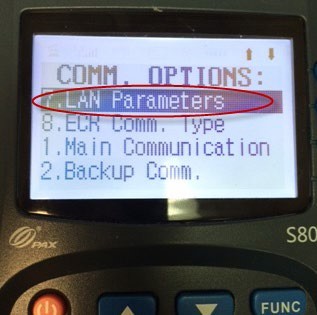 COMM. OPTIONS:
7.LAN Parameters
8.ECR Comm. Type
1.Main Communication
2.Backup Comm.
PAX
S80
FUNC